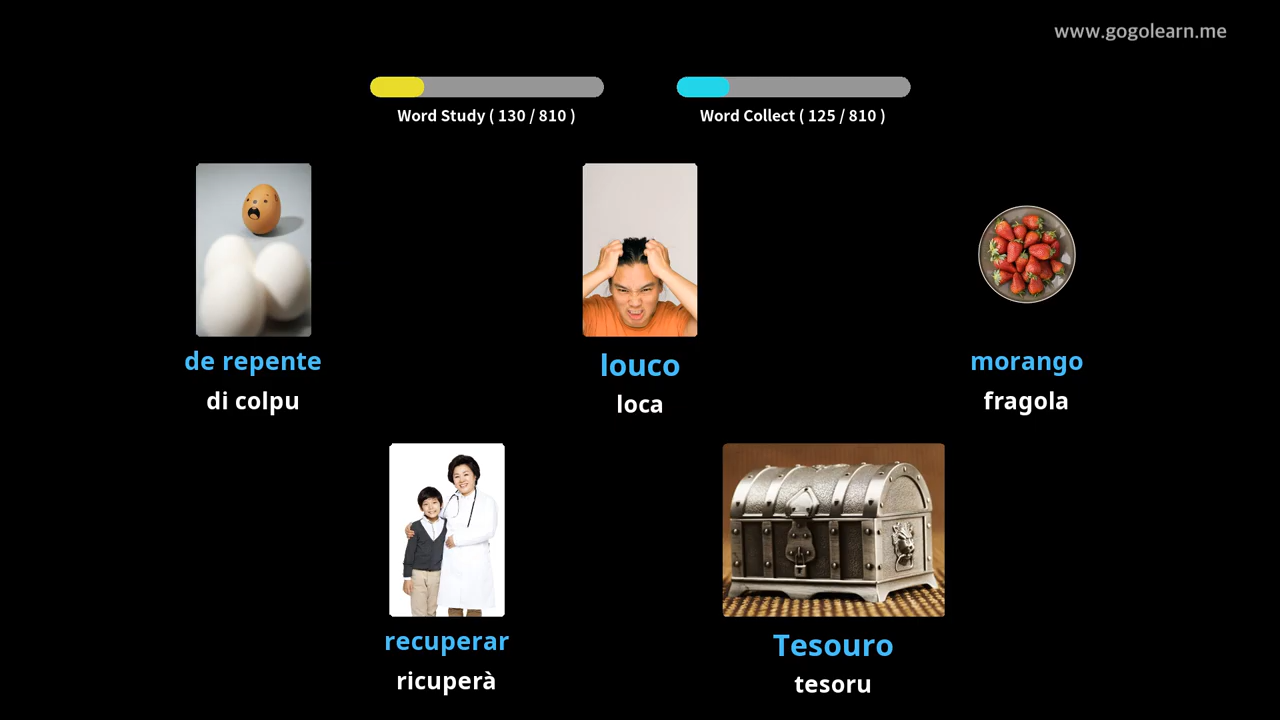 www.gogolearn.me
Word Study ( 130 / 810 )
Word Collect ( 125 / 810 )
de repente
di colpu
louco
loca
morango
fragola
recuperar
ricuperà
Tesouro
tesoru